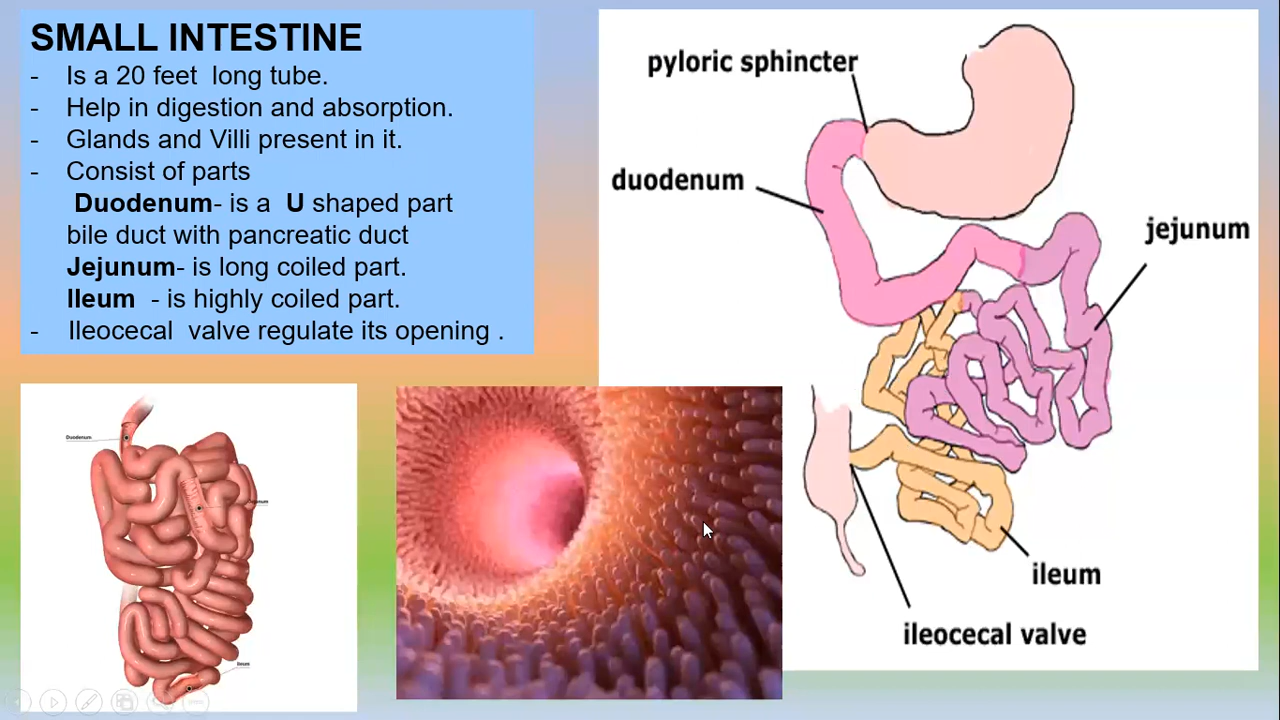 SMALL INTESTINE
- Is a 20 feet long tube.
- Help in digestion and absorption.
- Glands and Villi present in it.
- Consist of parts
Duodenum- is a U shaped part
bile duct with pancreatic duct
Jejunum- is long coiled part.
Ileum - is highly coiled part.
- Ileocecal valve regulate its opening .
pyloric sphincter
duodenum
jejunum
ileum
ileocecal valve
Duodenum
Ileum